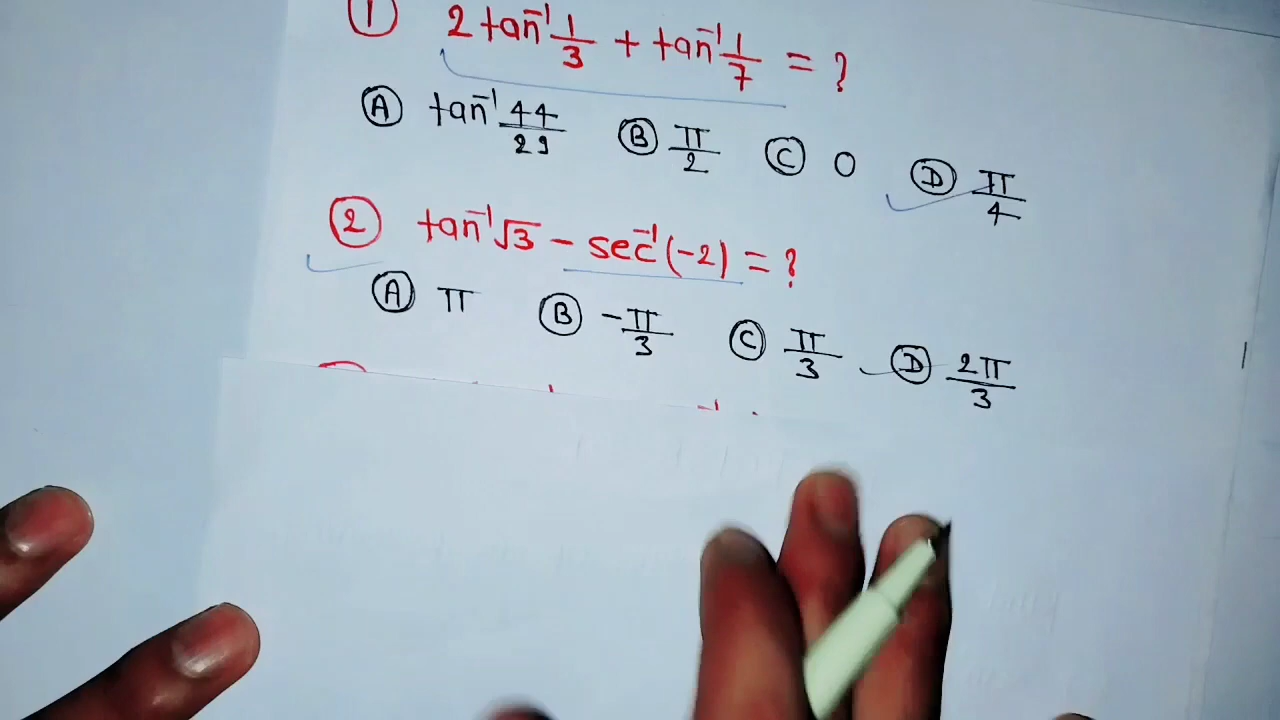 ① 2 tan⁻¹ 1/3 + tan⁻¹ 1/7 = ?
Ⓐ tan⁻¹ 44/29 Ⓑ π/2 Ⓒ 0 Ⓓ π/4
② tan⁻¹ √3 - sec⁻¹(-2) = ?
Ⓐ π Ⓑ -π/3 Ⓒ π/3 Ⓓ 2π/3